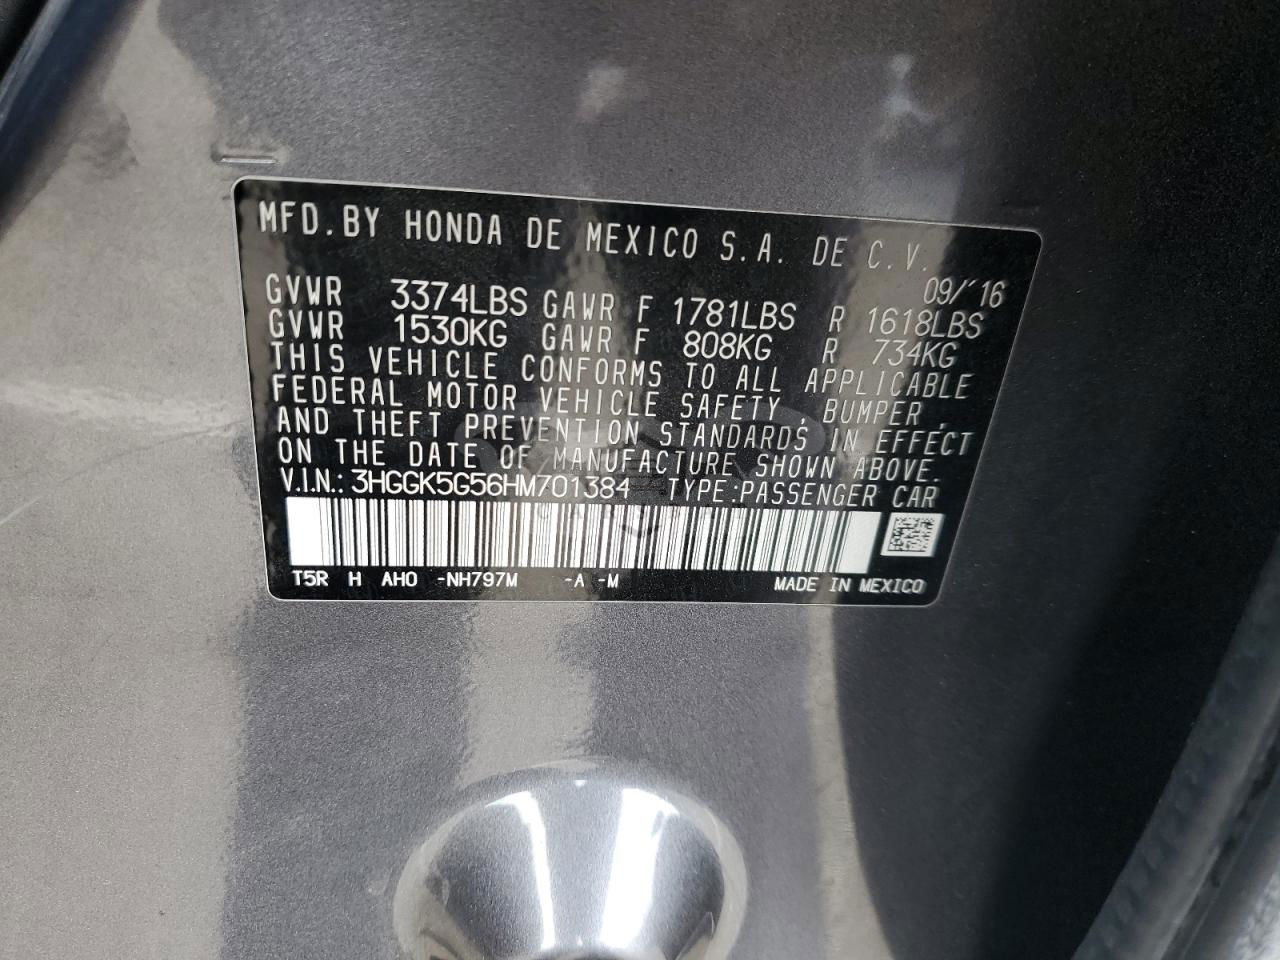 MFD. BY HONDA DE MEXICO S.A. DE C.V.
09/'16
GVWR 3374LBS GAWR F 1781LBS R 1618LBS
GVWR 1530KG GAWR F 808KG R 734KG
THIS VEHICLE CONFORMS TO ALL APPLICABLE
FEDERAL MOTOR VEHICLE SAFETY, BUMPER,
AND THEFT PREVENTION STANDARDS IN EFFECT
ON THE DATE OF MANUFACTURE SHOWN ABOVE.
V.I.N.: 3HGGK5G56HM701384 TYPE:PASSENGER CAR
T5R H AH0 -NH797M -A -M MADE IN MEXICO